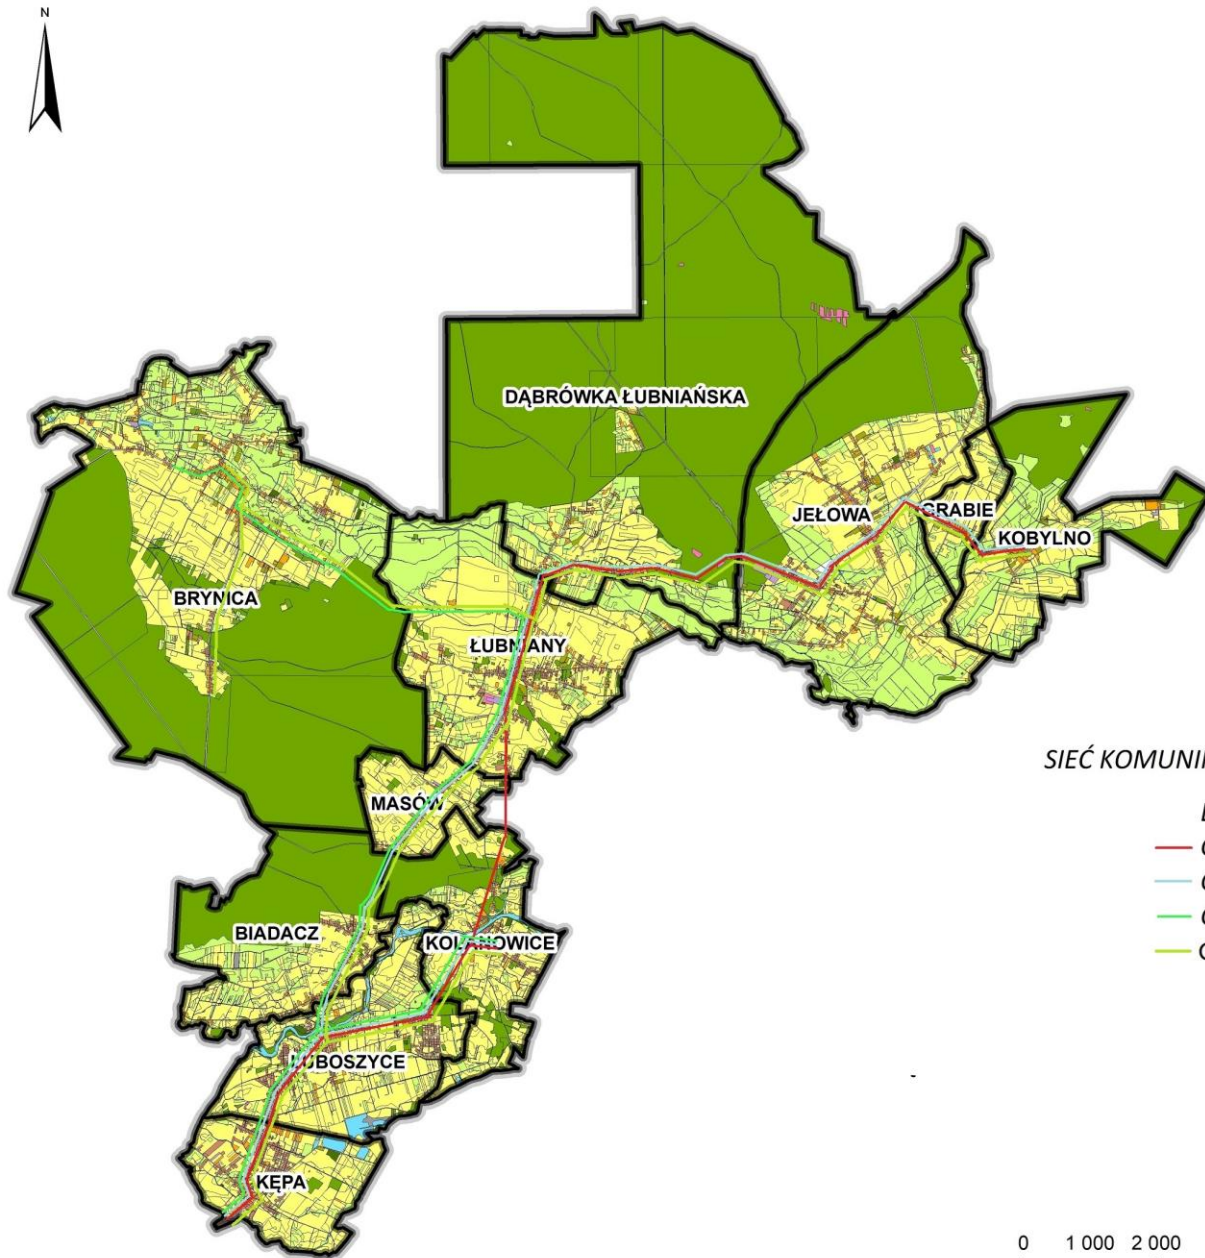 N
DĄBRÓWKA ŁUBNIAŃSKA
JEŁOWA
GRABIE
KOBYLNO
BRYNICA
ŁUBNIANY
SIEĆ
MASÓW
BIADACZ
KOLANOWICE
LUBOSZYCE
KĘPA
0 1 000 2 000